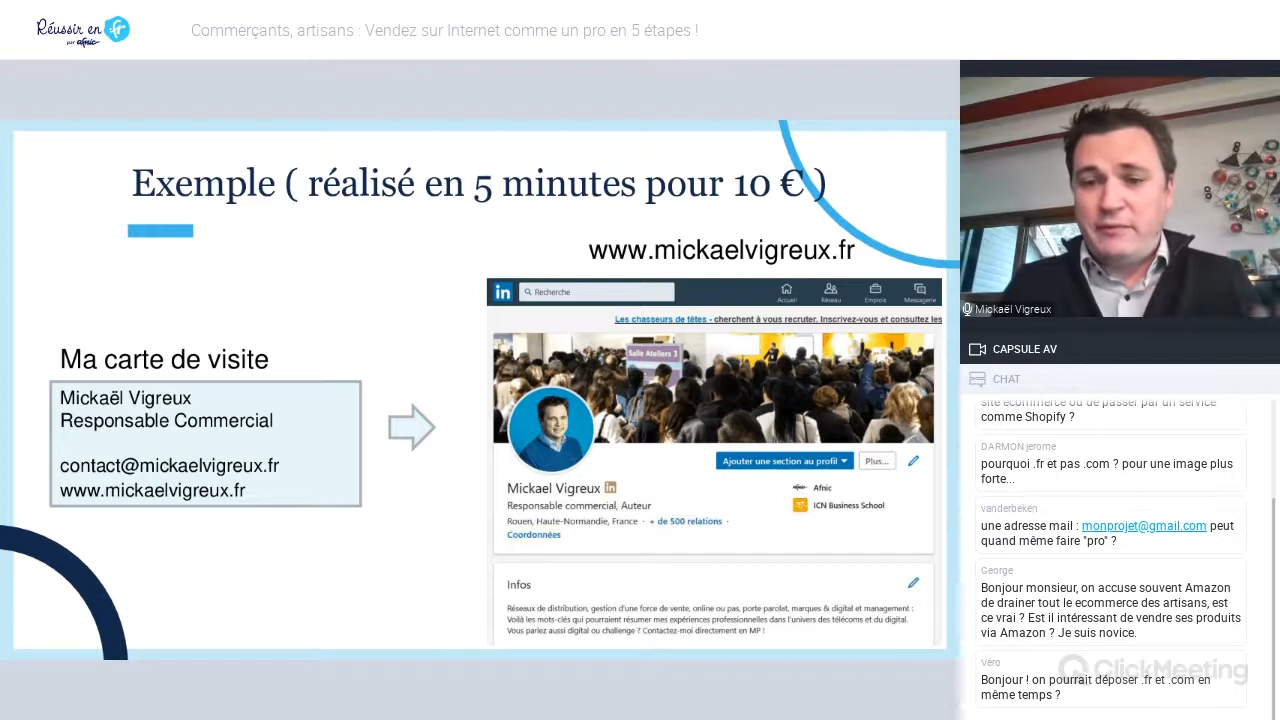 Réussir en fr
par afnic
Commerçants, artisans : Vendez sur Internet comme un pro en 5 étapes !
Exemple ( réalisé en 5 minutes pour 10 € )
www.mickaelvigreux.fr
Ma carte de visite
Mickaël Vigreux
Responsable Commercial
contact@mickaelvigreux.fr
www.mickaelvigreux.fr
in
Recherche
Accueil
Réseau
Emplois
Messagerie
Les chasseurs de têtes - cherchent à vous recruter. Inscrivez-vous et consultez les
Salle Ateliers 3
Ajouter une section au profil
Plus...
Mickael Vigreux in
Responsable commercial, Auteur
Rouen, Haute-Normandie, France · + de 500 relations ·
Coordonnées
Afnic
ICN Business School
Infos
Réseaux de distribution, gestion d'une force de vente, online ou pas, porte parolat, marques & digital et management :
Voilà les mots-clés qui pourraient résumer mes expériences professionnelles dans l'univers des télécoms et du digital.
Vous parliez aussi digital ou challenge ? Contactez-moi directement en MP !
Mickaël Vigreux
CAPSULE AV
CHAT
site ecommerce ou de passer par un service
comme Shopify ?
DARMON jerome
pourquoi .fr et pas .com ? pour une image plus
forte...
vanderbeken
une adresse mail : monprojet@gmail.com peut
quand même faire "pro" ?
George
Bonjour monsieur, on accuse souvent Amazon
de drainer tout le ecommerce des artisans, est
ce vrai ? Est il intéressant de vendre ses produits
via Amazon ? Je suis novice.
Véro
Bonjour ! on pourrait déposer .fr et .com en
même temps ?
ClickMeeting